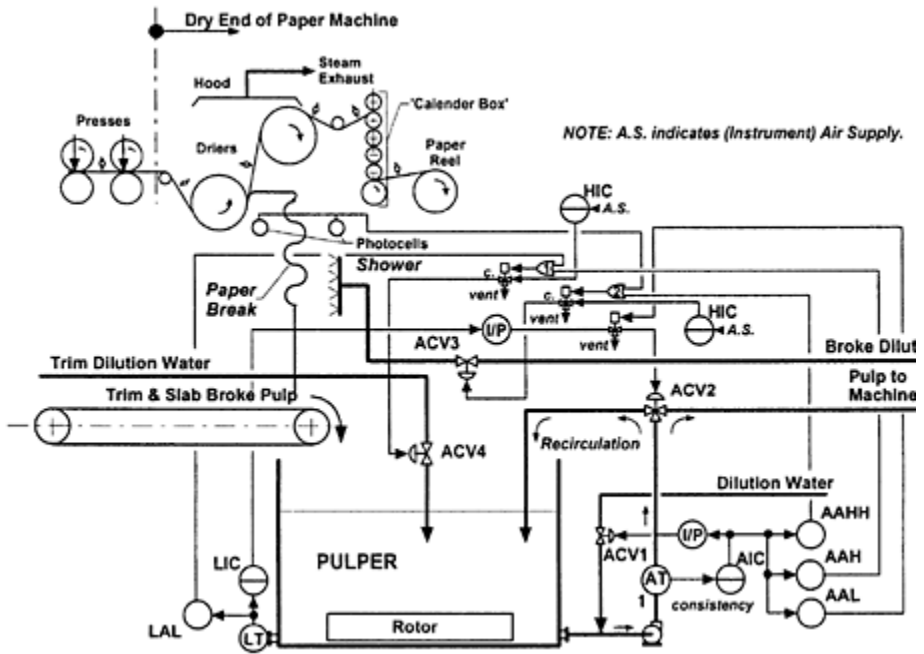 Dry End of Paper Machine
Steam
Exhaust
Hood
'Calender Box'
Presses
Driers
Paper
Reel
NOTE: A.S. indicates (Instrument) Air Supply.
HIC
A.S.
Photocells
Shower
Paper
Break
c.
1
vent
c.
2
vent
HIC
A.S.
I/P
vent
ACV3
Broke Dilut
Trim Dilution Water
ACV2
Pulp to
Machine
Trim & Slab Broke Pulp
Recirculation
ACV4
Dilution Water
AAHH
I/P
ACV1
AIC
AAH
LIC
PULPER
AT
1
consistency
AAL
LAL
LT
Rotor